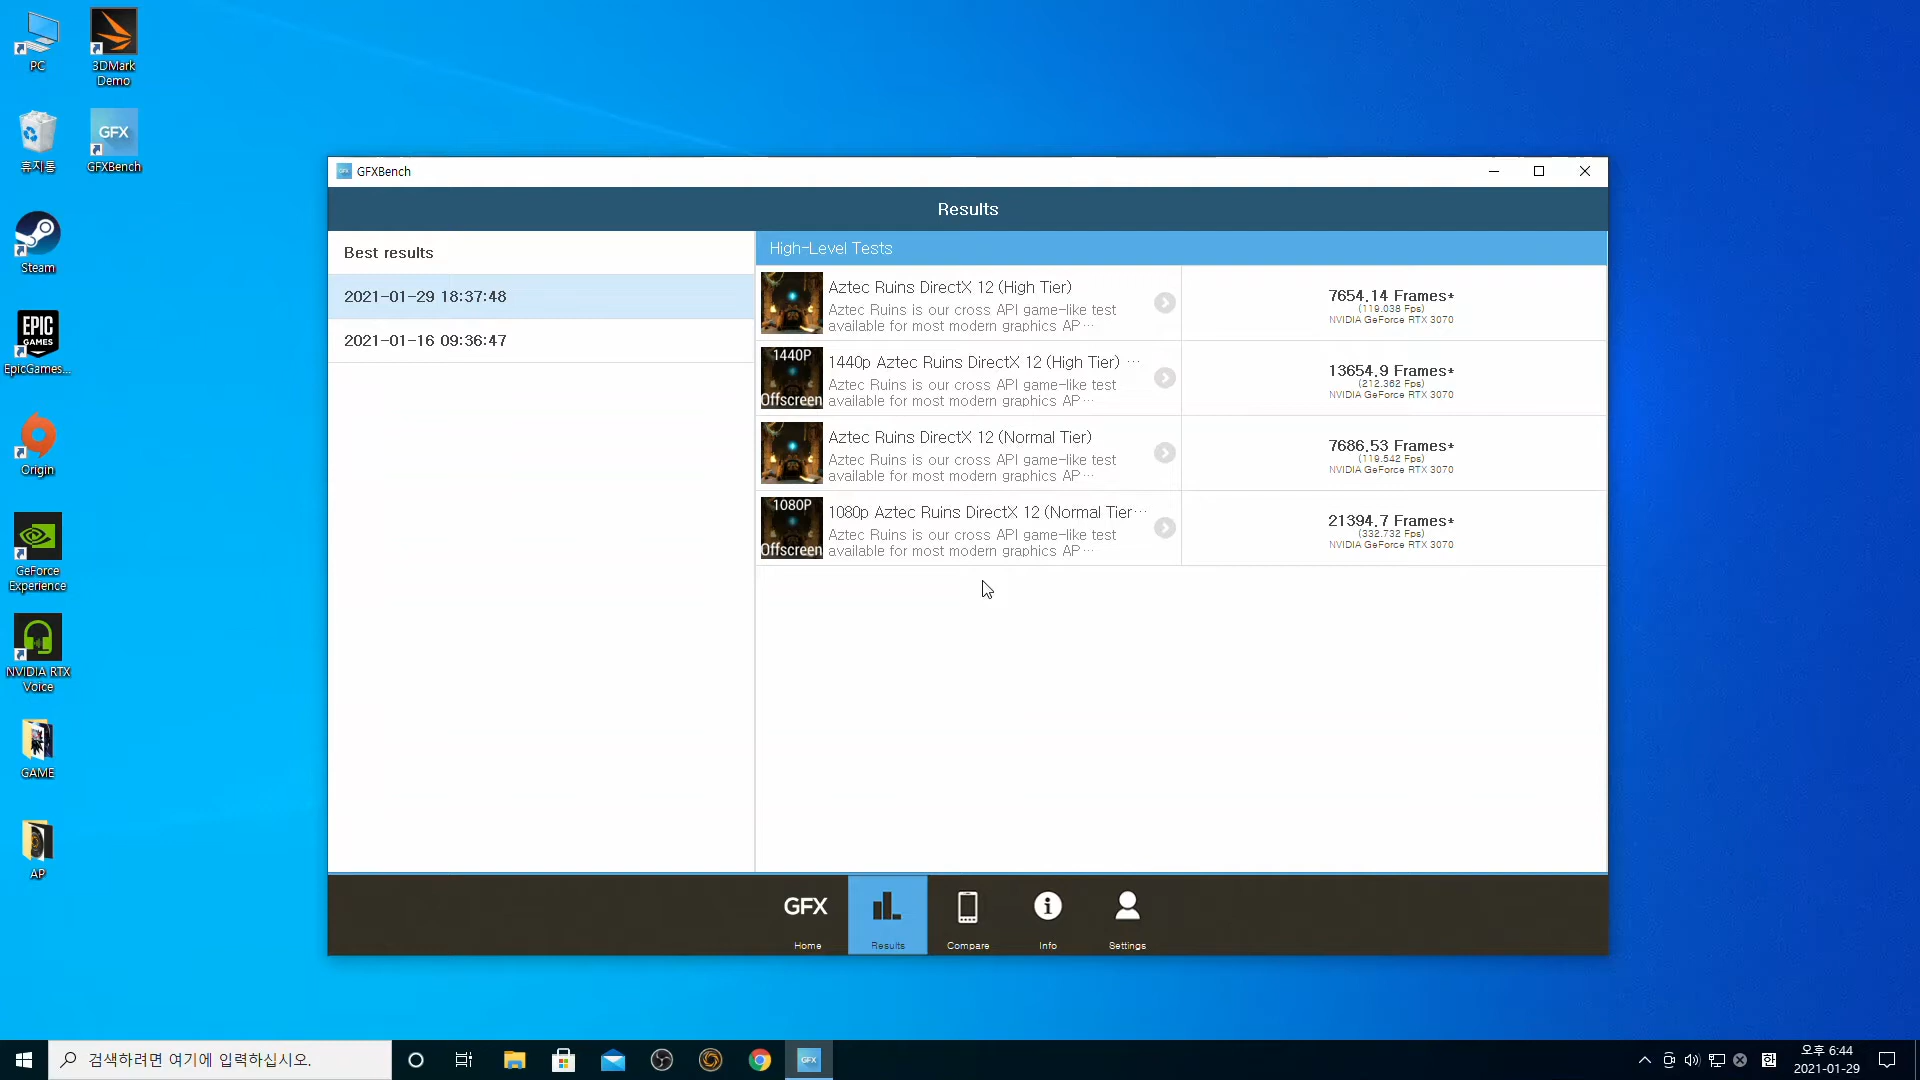 PC
3DMark
Demo
휴지통
GFX
GFXBench
Steam
EPIC
GAMES
EpicGames...
Origin
GeForce
Experience
NVIDIA RTX
Voice
GAME
AP
GFXBench
Results
Best results
2021-01-29 18:37:48
2021-01-16 09:36:47
High-Level Tests
Aztec Ruins DirectX 12 (High Tier)
Aztec Ruins is our cross API game-like test
available for most modern graphics AP…
7654.14 Frames*
(119.038 Fps)
NVIDIA GeForce RTX 3070
1440P
Offscreen
1440p Aztec Ruins DirectX 12 (High Tier) …
Aztec Ruins is our cross API game-like test
available for most modern graphics AP…
13654.9 Frames*
(212.362 Fps)
NVIDIA GeForce RTX 3070
Aztec Ruins DirectX 12 (Normal Tier)
Aztec Ruins is our cross API game-like test
available for most modern graphics AP…
7686.53 Frames*
(119.542 Fps)
NVIDIA GeForce RTX 3070
1080P
Offscreen
1080p Aztec Ruins DirectX 12 (Normal Tier…
Aztec Ruins is our cross API game-like test
available for most modern graphics AP…
21394.7 Frames*
(332.732 Fps)
NVIDIA GeForce RTX 3070
GFX
Home
Results
Compare
Info
Settings
검색하려면 여기에 입력하십시오.
GFX
한
오후 6:44
2021-01-29